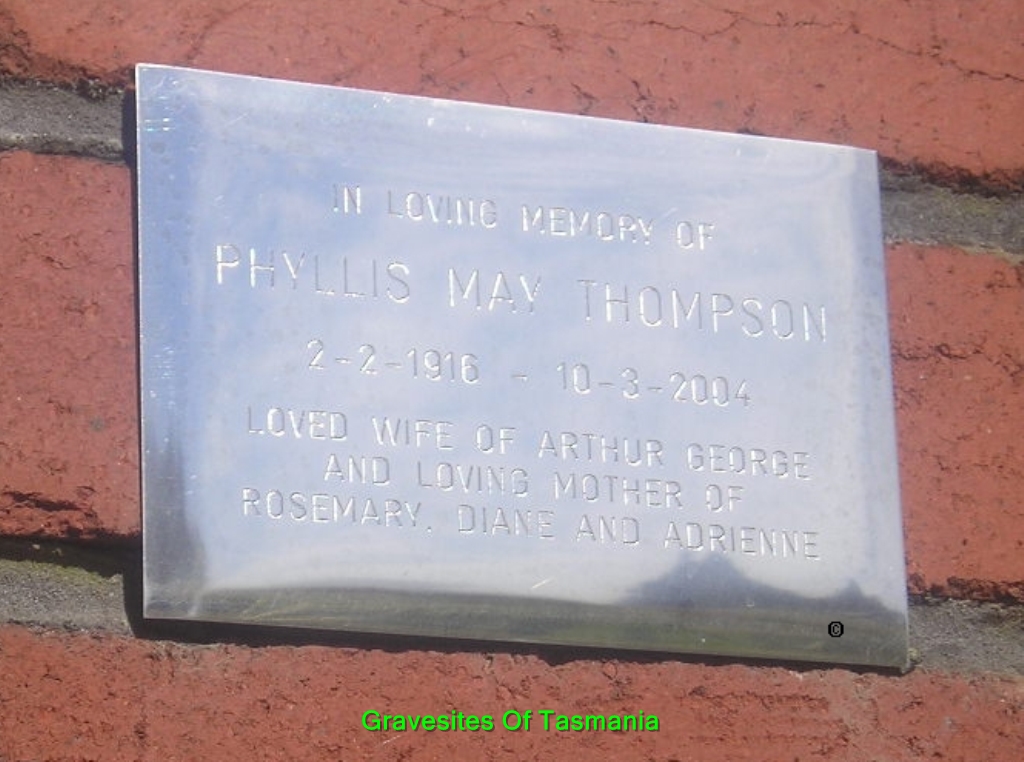 IN LOVING MEMORY OF
PHYLLIS MAY THOMPSON
2-2-1916 - 10-3-2004
LOVED WIFE OF ARTHUR GEORGE
AND LOVING MOTHER OF
ROSEMARY, DIANE AND ADRIENNE
©
Gravesites Of Tasmania